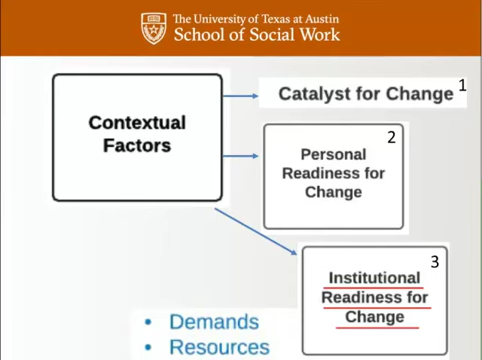 The University of Texas at Austin
School of Social Work
Catalyst for Change 1
Contextual
Factors
2
Personal
Readiness for
Change
3
Institutional
Readiness for
Change
• Demands
• Resources